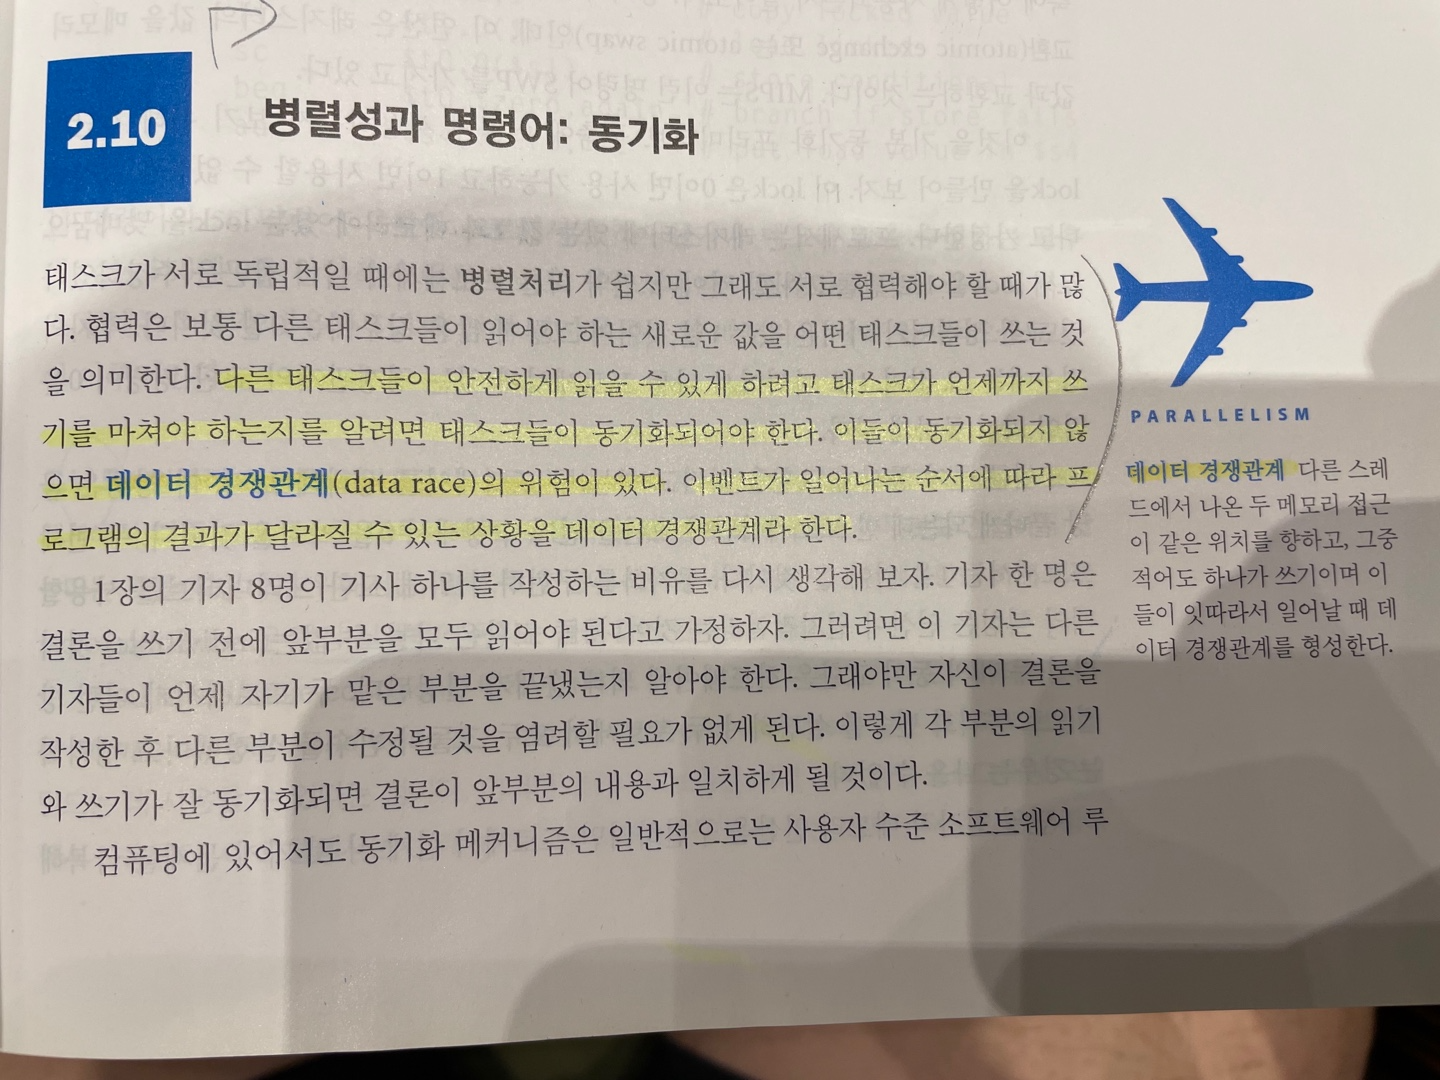 2.10
병렬성과 명령어: 동기화
태스크가 서로 독립적일 때에는 병렬처리가 쉽지만 그래도 서로 협력해야 할 때가 많
다. 협력은 보통 다른 태스크들이 읽어야 하는 새로운 값을 어떤 태스크들이 쓰는 것
을 의미한다. 다른 태스크들이 안전하게 읽을 수 있게 하려고 태스크가 언제까지 쓰
기를 마쳐야 하는지를 알려면 태스크들이 동기화되어야 한다. 이들이 동기화되지 않
으면 데이터 경쟁관계(data race)의 위험이 있다. 이벤트가 일어나는 순서에 따라 프
로그램의 결과가 달라질 수 있는 상황을 데이터 경쟁관계라 한다.
1장의 기자 8명이 기사 하나를 작성하는 비유를 다시 생각해 보자. 기자 한 명은
결론을 쓰기 전에 앞부분을 모두 읽어야 된다고 가정하자. 그러려면 이 기자는 다른
기자들이 언제 자기가 맡은 부분을 끝냈는지 알아야 한다. 그래야만 자신이 결론을
작성한 후 다른 부분이 수정될 것을 염려할 필요가 없게 된다. 이렇게 각 부분의 읽기
와 쓰기가 잘 동기화되면 결론이 앞부분의 내용과 일치하게 될 것이다.
컴퓨팅에 있어서도 동기화 메커니즘은 일반적으로는 사용자 수준 소프트웨어 루
PARALLELISM
데이터 경쟁관계 다른 스레
드에서 나온 두 메모리 접근
이 같은 위치를 향하고, 그중
적어도 하나가 쓰기이며 이
들이 잇따라서 일어날 때 데
이터 경쟁관계를 형성한다.